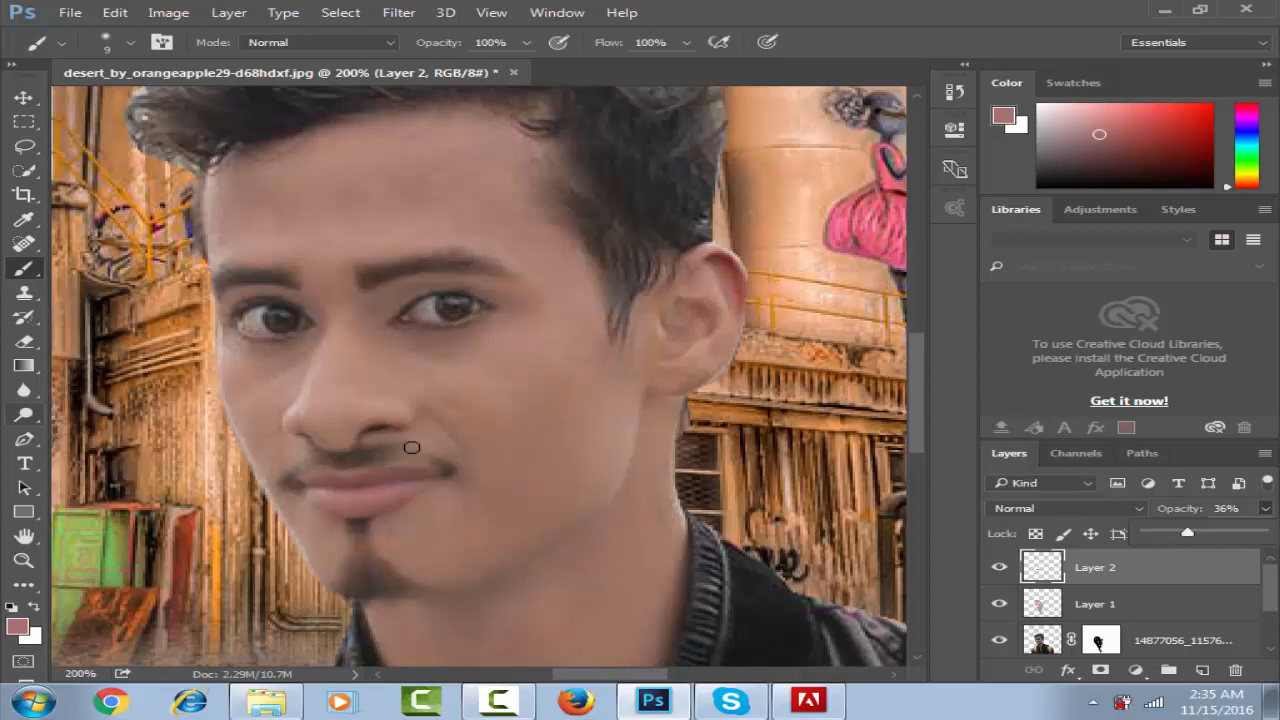 Ps File Edit Image Layer Type Select Filter 3D View Window Help
9 Mode: Normal Opacity: 100% Flow: 100% Essentials
desert_by_orangeapple29-d68hdxf.jpg @ 200% (Layer 2, RGB/8#) *
Color Swatches
Libraries Adjustments Styles
To use Creative Cloud Libraries,
please install the Creative Cloud
Application
Get it now!
Layers Channels Paths
Kind
Normal Opacity: 36%
Lock:
Layer 2
Layer 1
14877056_11576...
200% Doc: 2.29M/10.7M
Ps
2:35 AM
11/15/2016